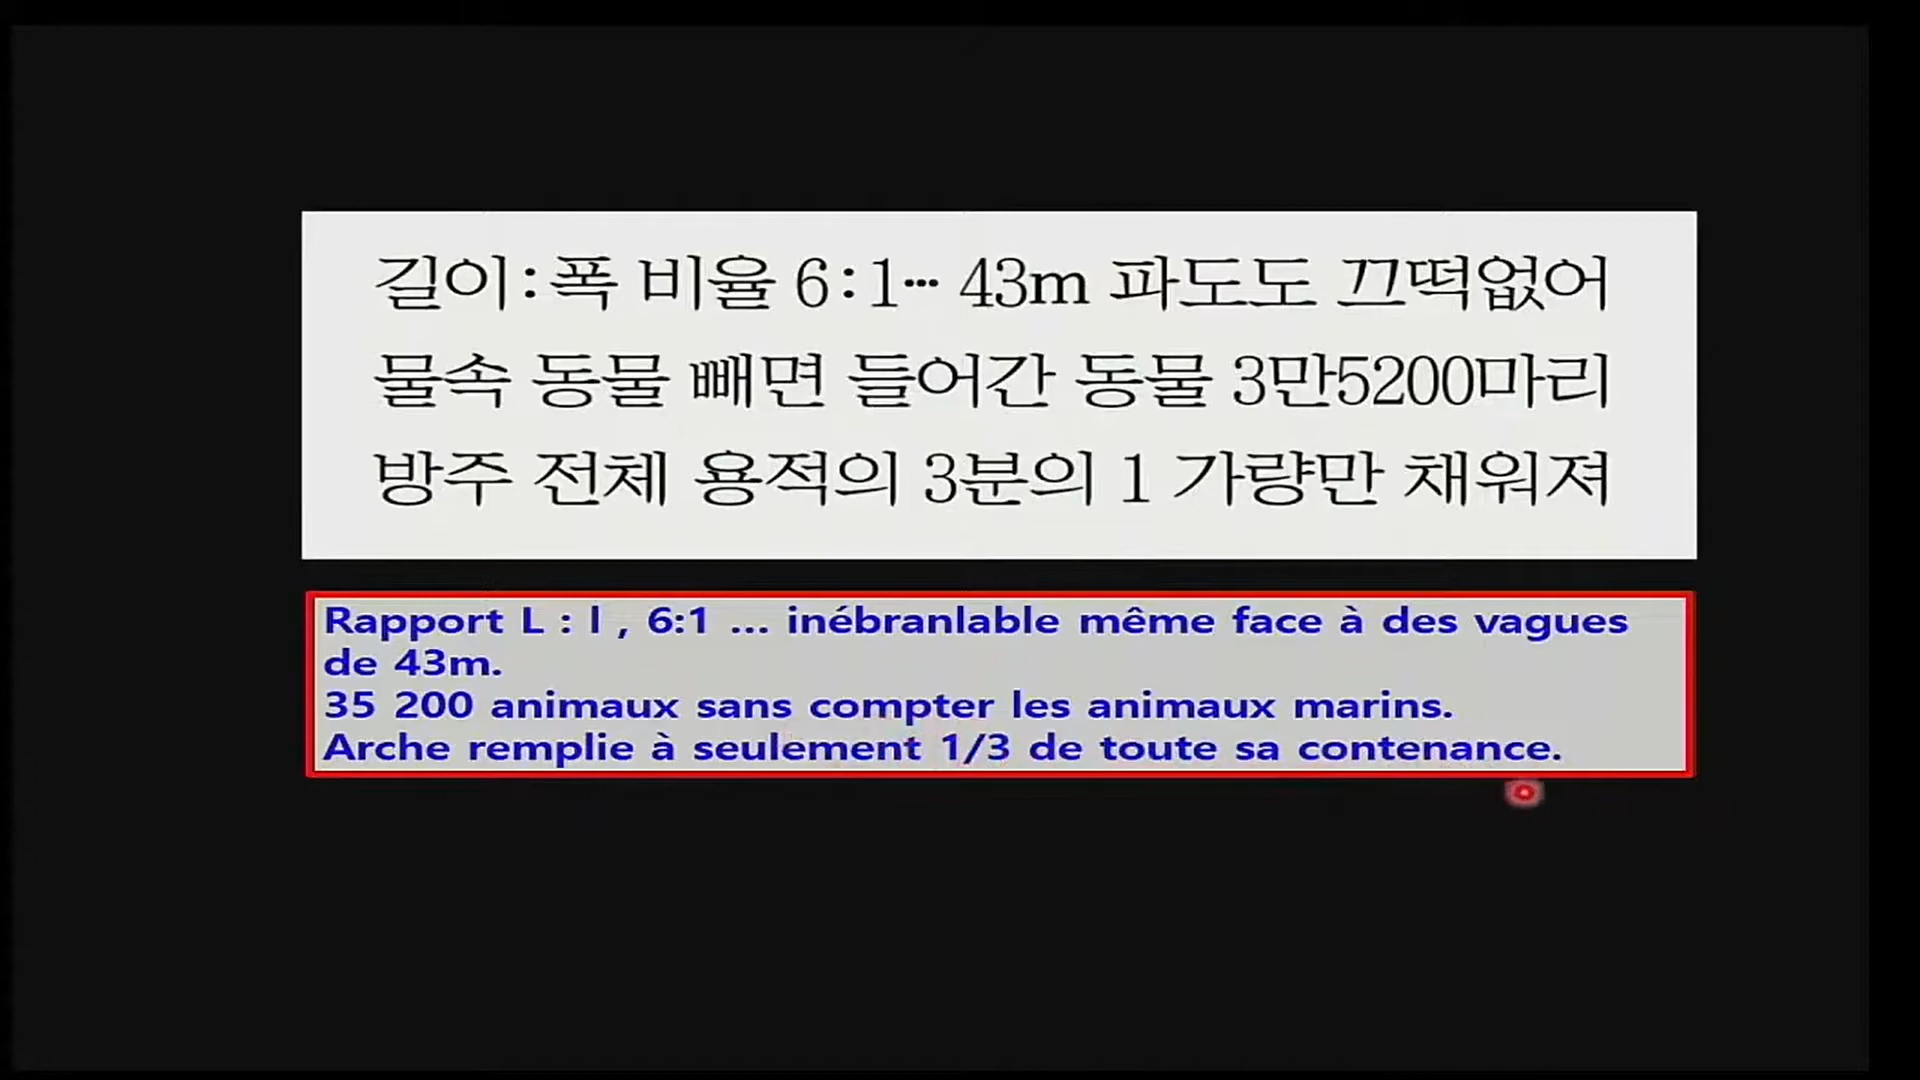 길이:폭 비율 6:1… 43m 파도도 끄떡없어
물속 동물 빼면 들어간 동물 3만5200마리
방주 전체 용적의 3분의 1 가량만 채워져
Rapport L : l , 6:1 ... inébranlable même face à des vagues
de 43m.
35 200 animaux sans compter les animaux marins.
Arche remplie à seulement 1/3 de toute sa contenance.